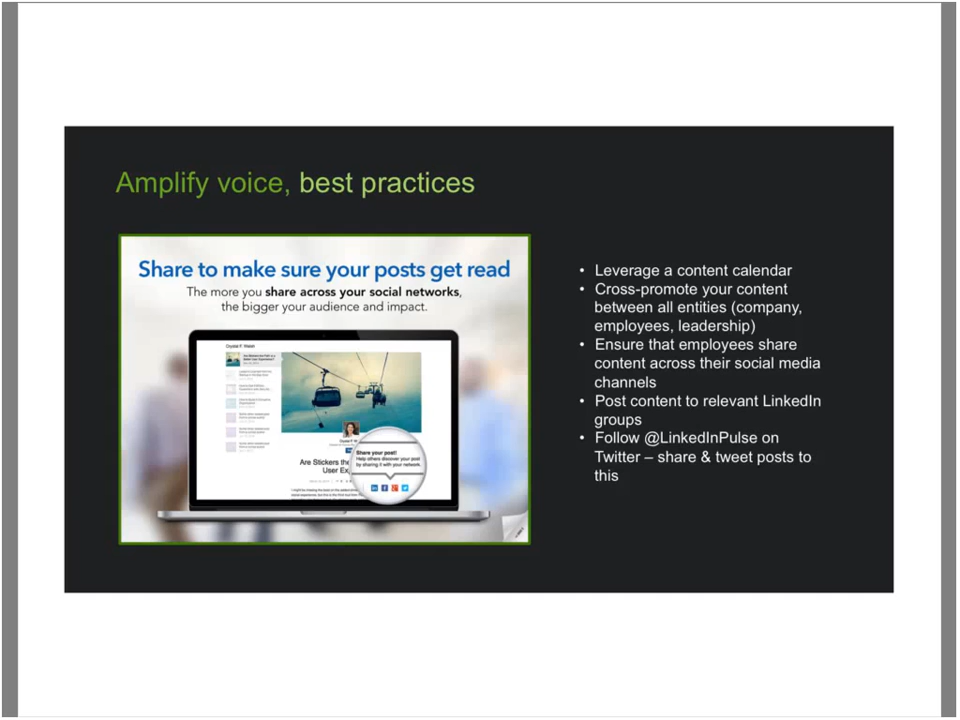 Amplify voice, best practices
Share to make sure your posts get read
The more you share across your social networks,
the bigger your audience and impact.
Crystal F. Walsh
Share your post!
Help others discover your post
by sharing it with your network.
Are Stickers the
User Ex
• Leverage a content calendar
• Cross-promote your content
between all entities (company,
employees, leadership)
• Ensure that employees share
content across their social media
channels
• Post content to relevant LinkedIn
groups
• Follow @LinkedInPulse on
Twitter – share & tweet posts to
this